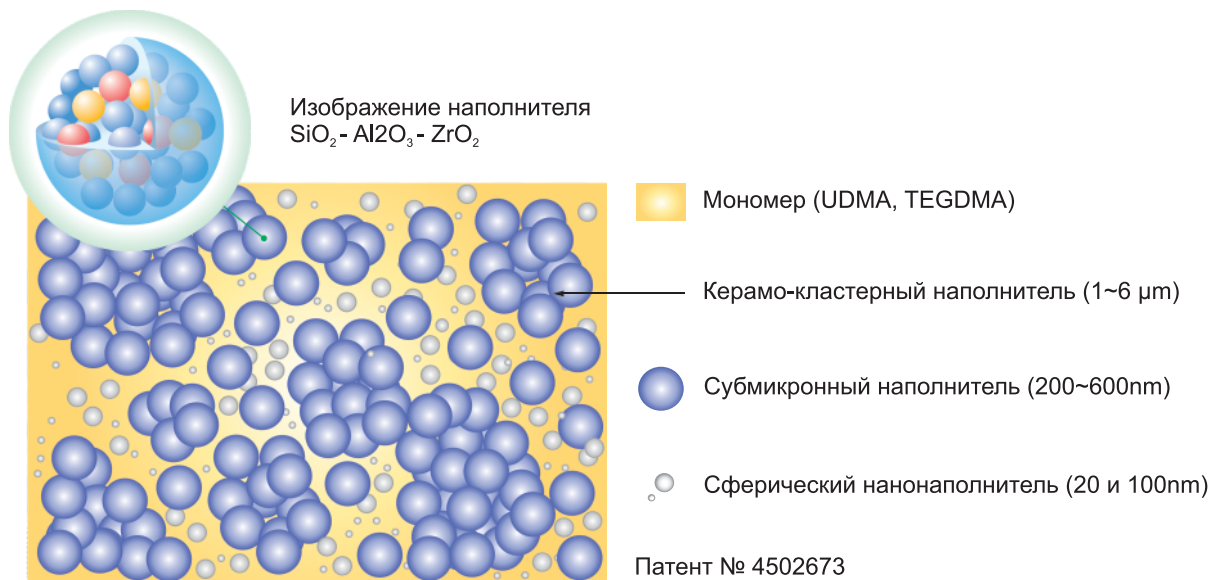 Изображение наполнителя
SiO₂ - Al2O₃ - ZrO₂
Мономер (UDMA, TEGDMA)
Керамо-кластерный наполнитель (1~6 µm)
Субмикронный наполнитель (200~600nm)
Сферический нанонаполнитель (20 и 100nm)
Патент № 4502673